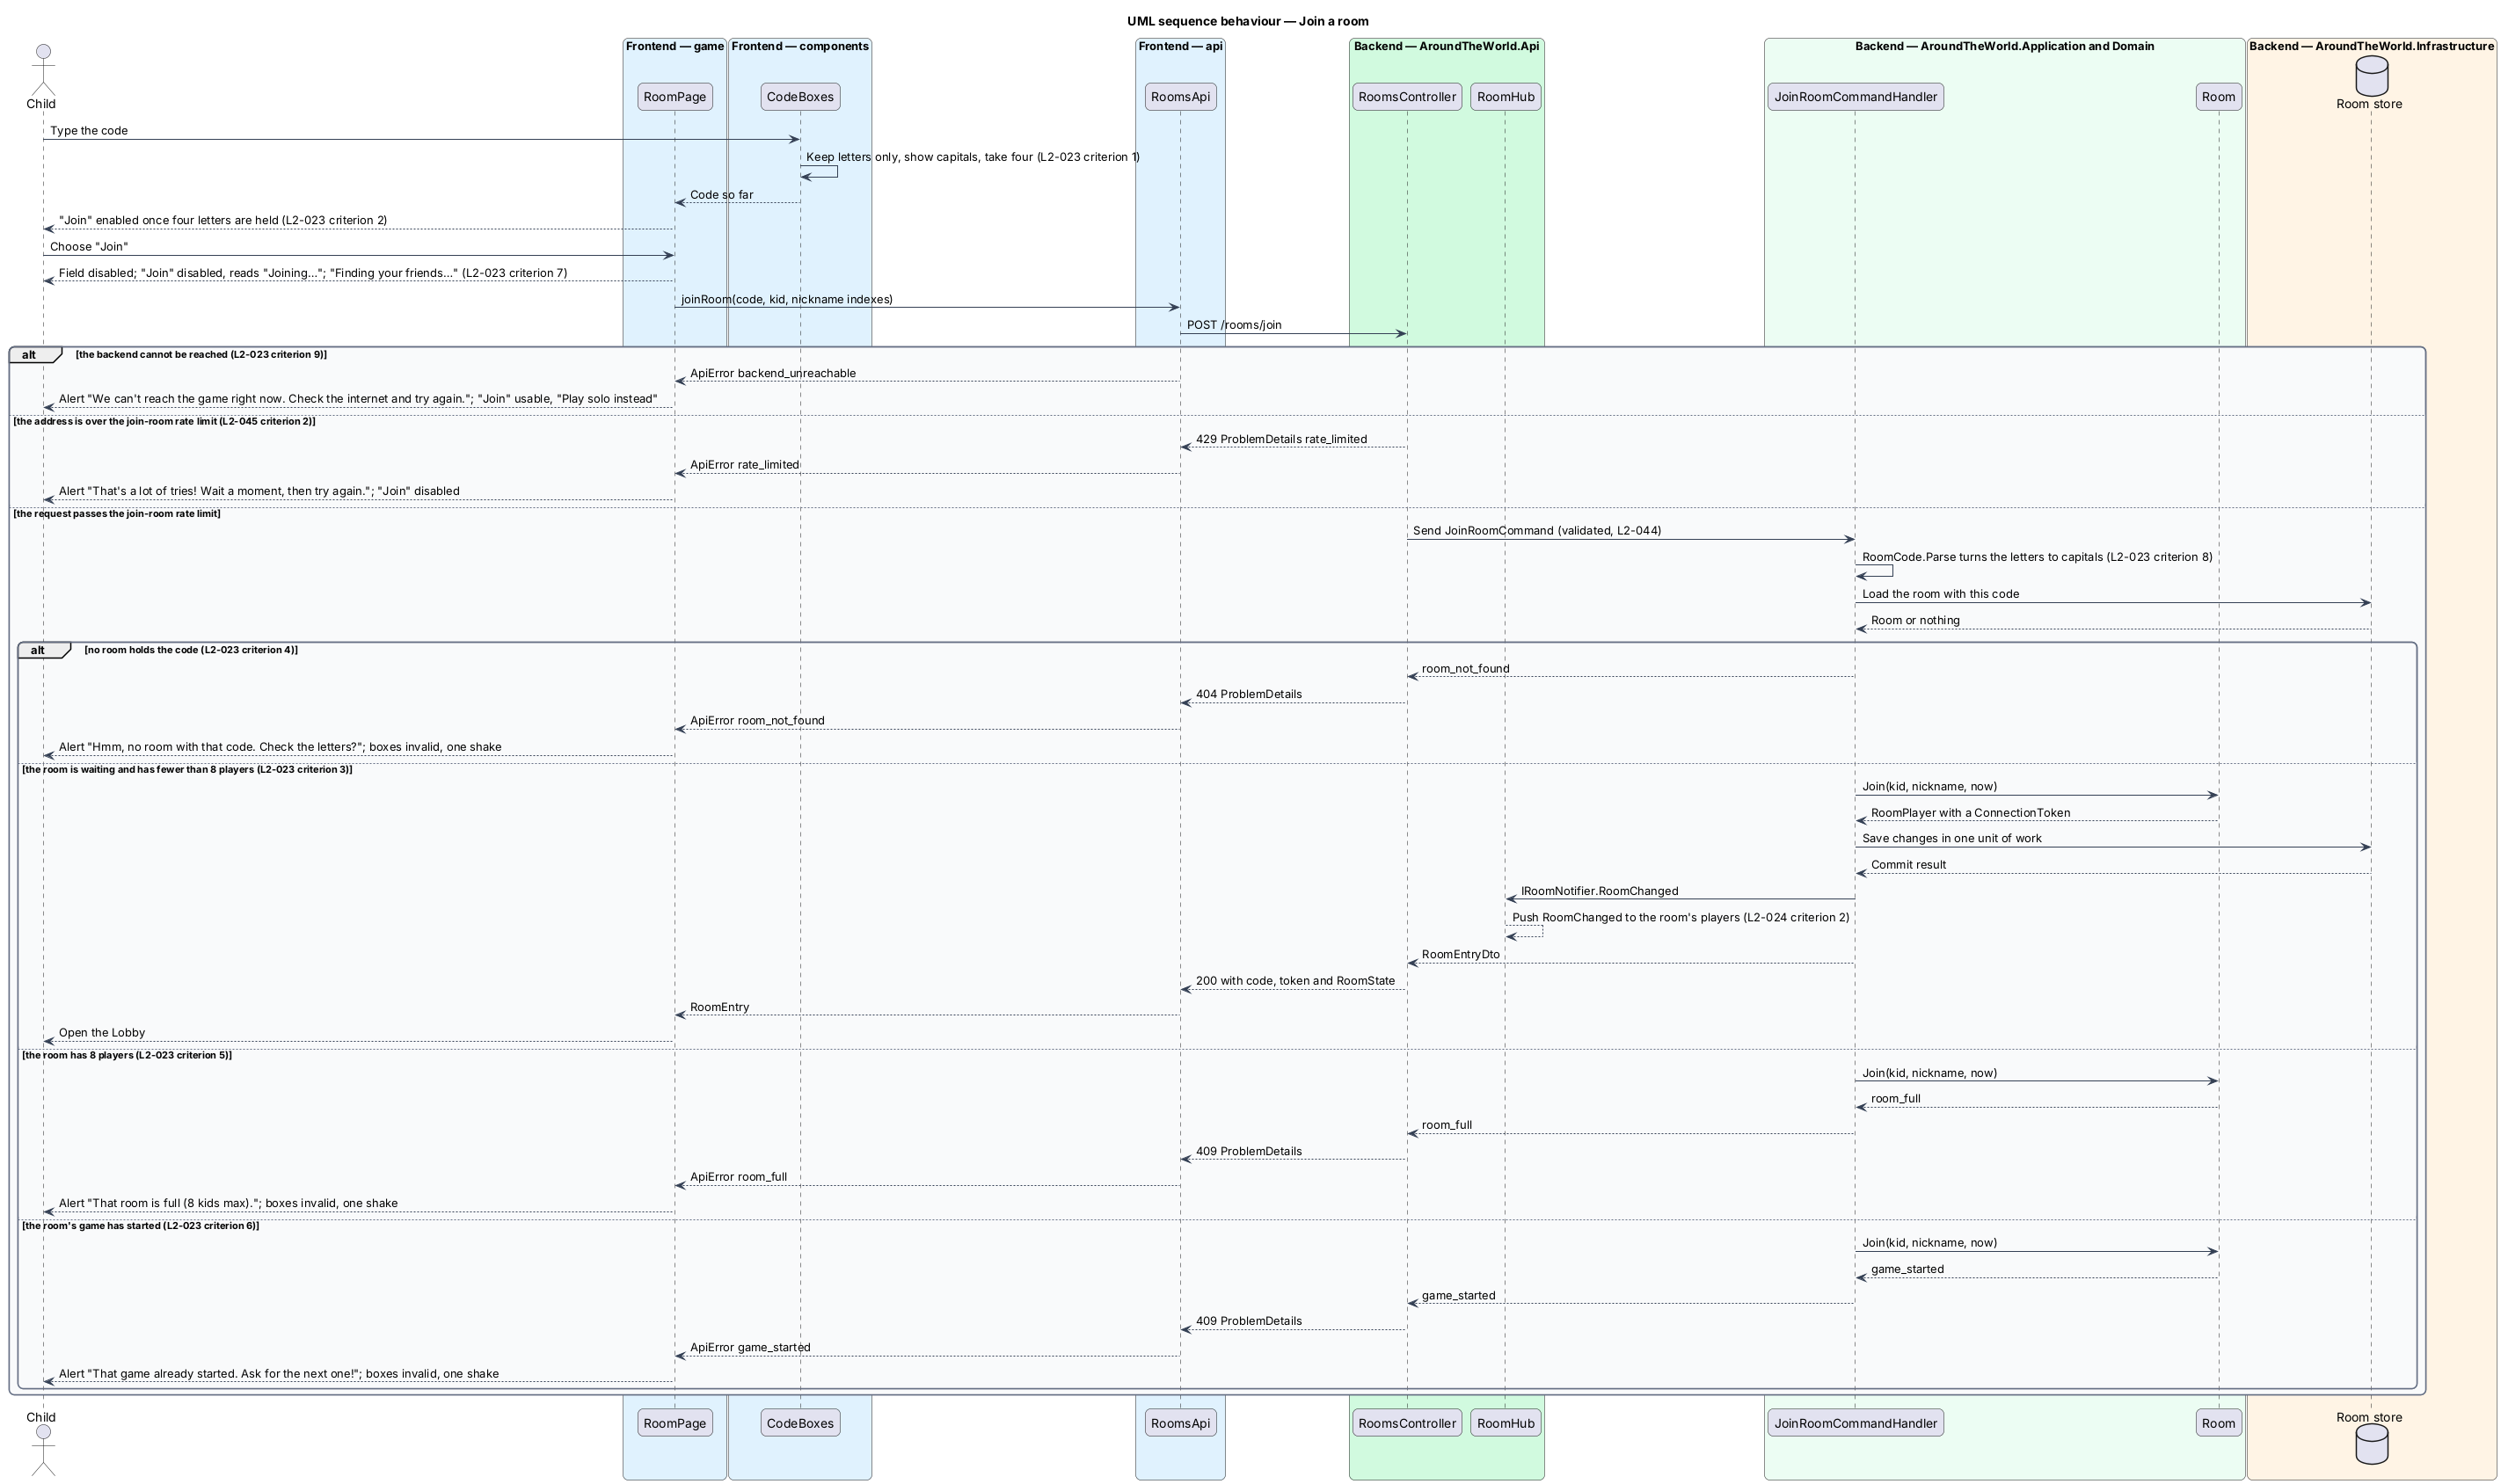 UML sequence behaviour — Join a room
Frontend — game
Frontend — components
Frontend — api
Backend — AroundTheWorld.Api
Backend — AroundTheWorld.Application and Domain
Backend — AroundTheWorld.Infrastructure
Child
RoomPage
CodeBoxes
RoomsApi
RoomsController
RoomHub
JoinRoomCommandHandler
Room
Room store
Type the code
Keep letters only, show capitals, take four (L2-023 criterion 1)
Code so far
"Join" enabled once four letters are held (L2-023 criterion 2)
Choose "Join"
Field disabled; "Join" disabled, reads "Joining…"; "Finding your friends…" (L2-023 criterion 7)
joinRoom(code, kid, nickname indexes)
POST /rooms/join
alt [the backend cannot be reached (L2-023 criterion 9)]
ApiError backend_unreachable
Alert "We can't reach the game right now. Check the internet and try again."; "Join" usable, "Play solo instead"
[the address is over the join-room rate limit (L2-045 criterion 2)]
429 ProblemDetails rate_limited
ApiError rate_limited
Alert "That's a lot of tries! Wait a moment, then try again."; "Join" disabled
[the request passes the join-room rate limit]
Send JoinRoomCommand (validated, L2-044)
RoomCode.Parse turns the letters to capitals (L2-023 criterion 8)
Load the room with this code
Room or nothing
alt [no room holds the code (L2-023 criterion 4)]
room_not_found
404 ProblemDetails
ApiError room_not_found
Alert "Hmm, no room with that code. Check the letters?"; boxes invalid, one shake
[the room is waiting and has fewer than 8 players (L2-023 criterion 3)]
Join(kid, nickname, now)
RoomPlayer with a ConnectionToken
Save changes in one unit of work
Commit result
IRoomNotifier.RoomChanged
Push RoomChanged to the room's players (L2-024 criterion 2)
RoomEntryDto
200 with code, token and RoomState
RoomEntry
Open the Lobby
[the room has 8 players (L2-023 criterion 5)]
Join(kid, nickname, now)
room_full
room_full
409 ProblemDetails
ApiError room_full
Alert "That room is full (8 kids max)."; boxes invalid, one shake
[the room's game has started (L2-023 criterion 6)]
Join(kid, nickname, now)
game_started
game_started
409 ProblemDetails
ApiError game_started
Alert "That game already started. Ask for the next one!"; boxes invalid, one shake
Child
RoomPage
CodeBoxes
RoomsApi
RoomsController
RoomHub
JoinRoomCommandHandler
Room
Room store